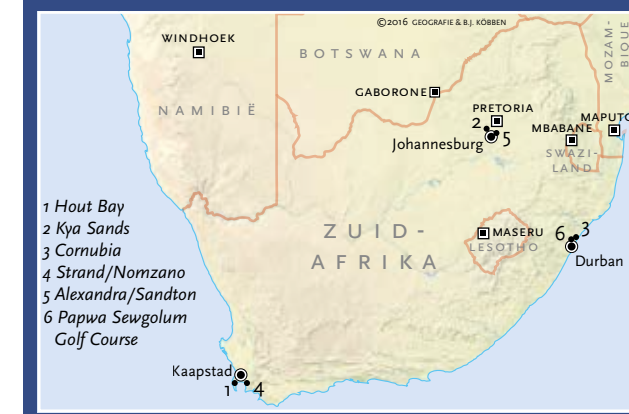 ©2016 GEOGRAFIE & B.J. KÖBBEN
WINDHOEK
BOTSWANA
MOZAM-
BIQUE
GABORONE
NAMIBIË
PRETORIA
2
5
Johannesburg
MBABANE
MAPUTO
SWAZI-
LAND
1 Hout Bay
2 Kya Sands
3 Cornubia
4 Strand/Nomzano
5 Alexandra/Sandton
6 Papwa Sewgolum
Golf Course
ZUID-
AFRIKA
MASERU
LESOTHO
6
3
Durban
Kaapstad
1
4